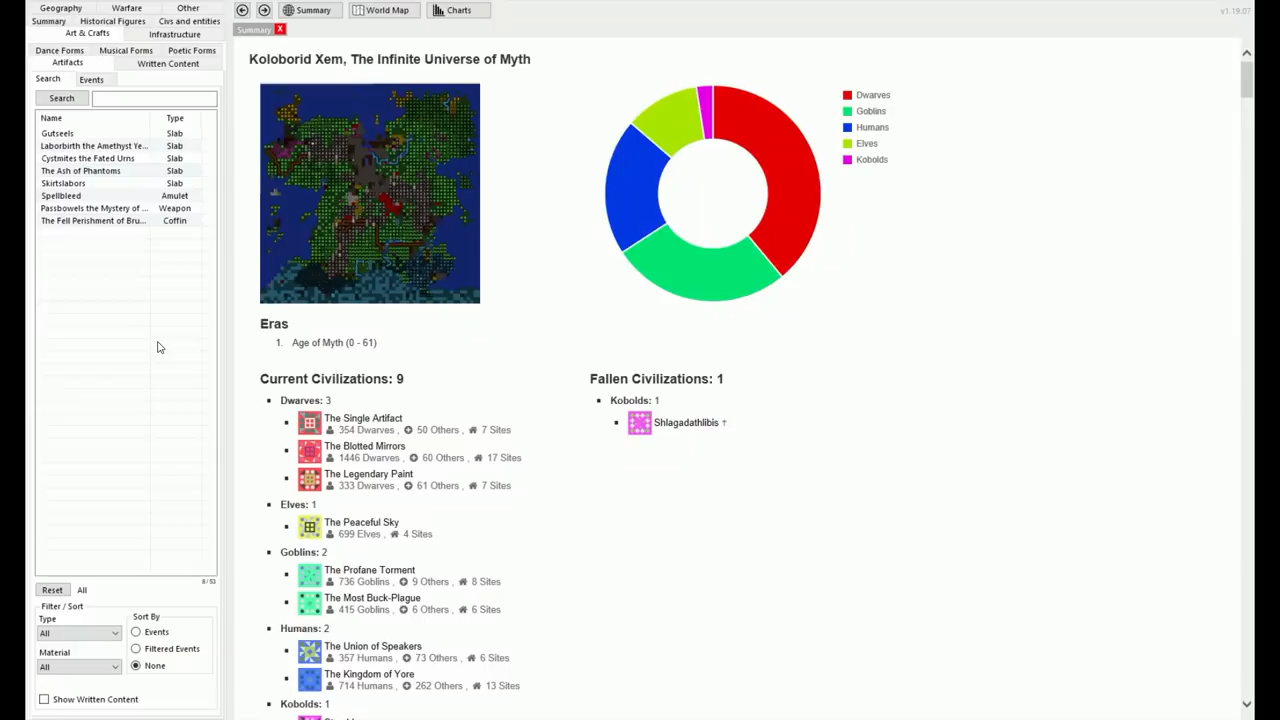 Geography Warfare Other
Summary Historical Figures Civs and entities
Art & Crafts Infrastructure
Dance Forms Musical Forms Poetic Forms
Artifacts Written Content
Search Events
Search
Name Type
Gutseels Slab
Laborbirth the Amethyst Ye... Slab
Cystmites the Fated Urns Slab
The Ash of Phantoms Slab
Skirtslabors Slab
Spellbleed Amulet
Passbowels the Mystery of ... Weapon
The Fell Perishment of Bru... Coffin
8 / 53
Reset All
Filter / Sort
Type
All
Material
All
Sort By
Events
Filtered Events
None
Show Written Content
Summary World Map Charts
v1.19.07
Summary X
Koloborid Xem, The Infinite Universe of Myth
Dwarves
Goblins
Humans
Elves
Kobolds
Eras
1. Age of Myth (0 - 61)
Current Civilizations: 9
Dwarves: 3
The Single Artifact
354 Dwarves , 50 Others , 7 Sites
The Blotted Mirrors
1446 Dwarves , 60 Others , 17 Sites
The Legendary Paint
333 Dwarves , 61 Others , 7 Sites
Elves: 1
The Peaceful Sky
699 Elves , 4 Sites
Goblins: 2
The Profane Torment
736 Goblins , 9 Others , 8 Sites
The Most Buck-Plague
415 Goblins , 6 Others , 6 Sites
Humans: 2
The Union of Speakers
357 Humans , 73 Others , 6 Sites
The Kingdom of Yore
714 Humans , 262 Others , 13 Sites
Kobolds: 1
Fallen Civilizations: 1
Kobolds: 1
Shlagadathlibis †